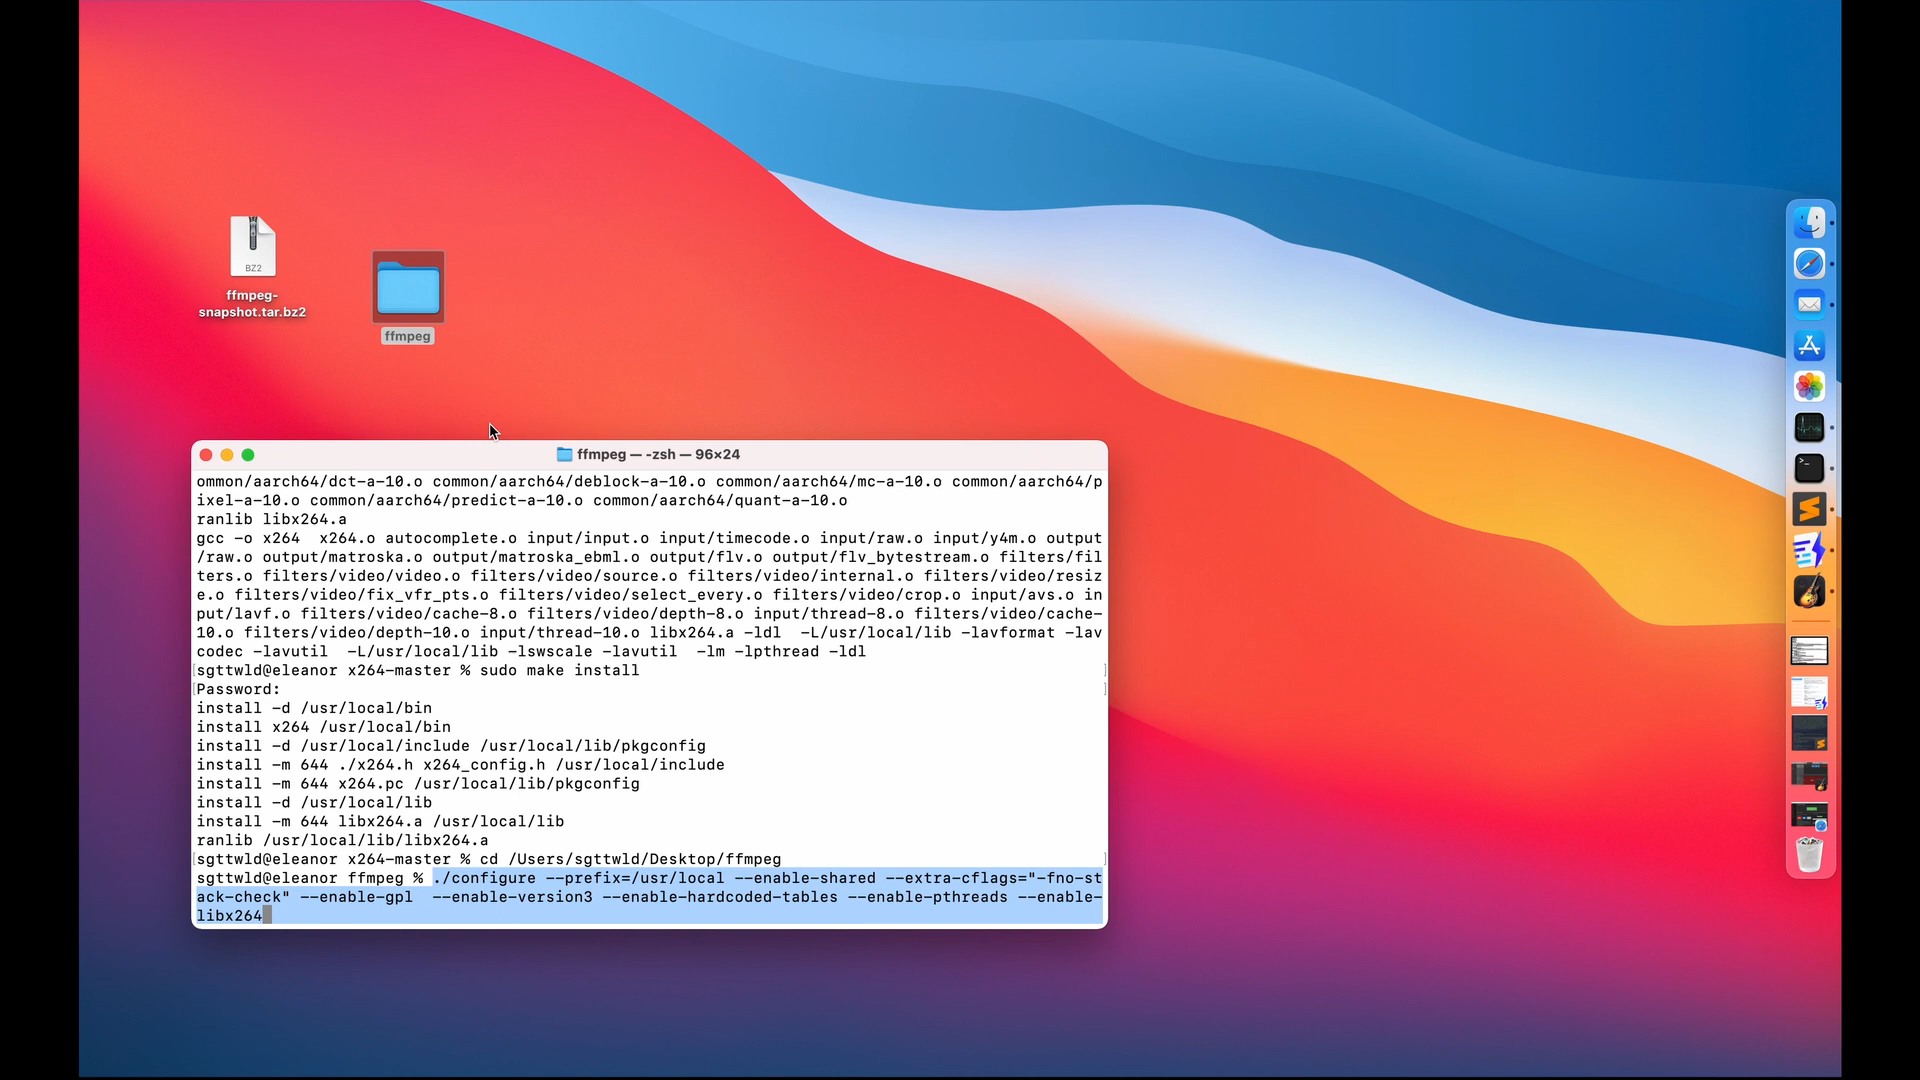 BZ2
ffmpeg-
snapshot.tar.bz2
ffmpeg
ffmpeg — -zsh — 96×24
ommon/aarch64/dct-a-10.o common/aarch64/deblock-a-10.o common/aarch64/mc-a-10.o common/aarch64/p
ixel-a-10.o common/aarch64/predict-a-10.o common/aarch64/quant-a-10.o
ranlib libx264.a
gcc -o x264  x264.o autocomplete.o input/input.o input/timecode.o input/raw.o input/y4m.o output
/raw.o output/matroska.o output/matroska_ebml.o output/flv.o output/flv_bytestream.o filters/fil
ters.o filters/video/video.o filters/video/source.o filters/video/internal.o filters/video/resiz
e.o filters/video/fix_vfr_pts.o filters/video/select_every.o filters/video/crop.o input/avs.o in
put/lavf.o filters/video/cache-8.o filters/video/depth-8.o input/thread-8.o filters/video/cache-
10.o filters/video/depth-10.o input/thread-10.o libx264.a -ldl  -L/usr/local/lib -lavformat -lav
codec -lavutil  -L/usr/local/lib -lswscale -lavutil  -lm -lpthread -ldl
[sgttwld@eleanor x264-master % sudo make install ]
[Password: ]
install -d /usr/local/bin
install x264 /usr/local/bin
install -d /usr/local/include /usr/local/lib/pkgconfig
install -m 644 ./x264.h x264_config.h /usr/local/include
install -m 644 x264.pc /usr/local/lib/pkgconfig
install -d /usr/local/lib
install -m 644 libx264.a /usr/local/lib
ranlib /usr/local/lib/libx264.a
[sgttwld@eleanor x264-master % cd /Users/sgttwld/Desktop/ffmpeg ]
sgttwld@eleanor ffmpeg % ./configure --prefix=/usr/local --enable-shared --extra-cflags="-fno-st
ack-check" --enable-gpl  --enable-version3 --enable-hardcoded-tables --enable-pthreads --enable-
libx264